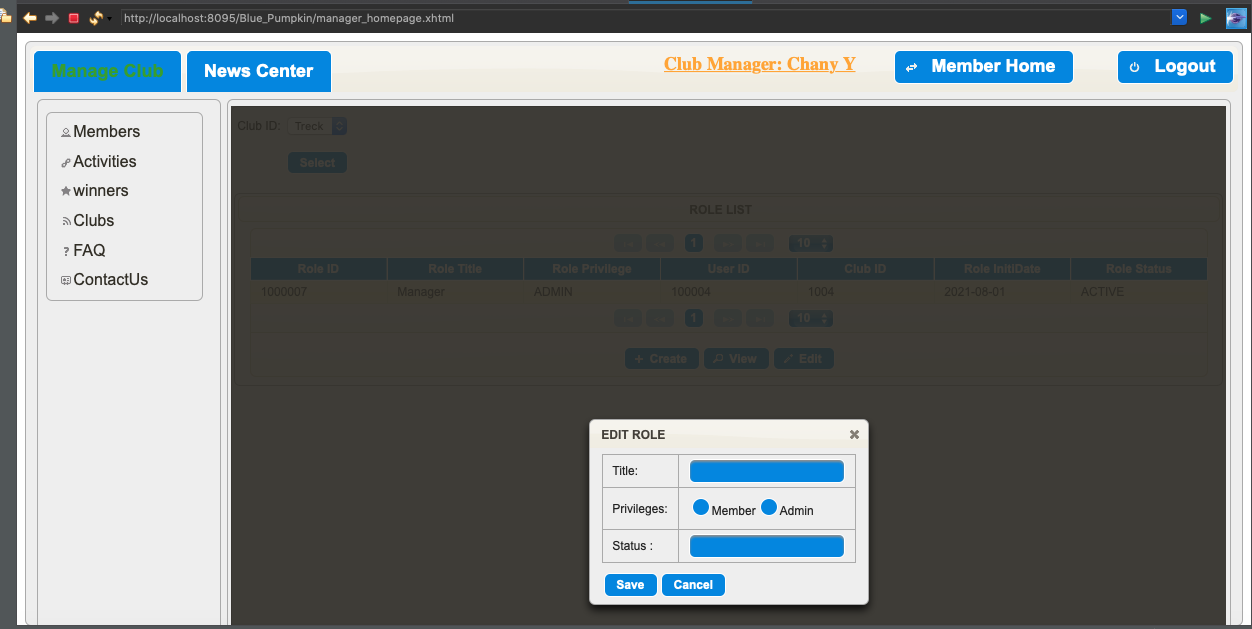 http://localhost:8095/Blue_Pumpkin/manager_homepage.xhtml
Manage Club
News Center
Club Manager: Chany Y
Member Home
Logout
Members
Activities
winners
Clubs
FAQ
ContactUs
Club ID: Treck
Select
ROLE LIST
1 10
Role ID Role Title Role Privilege User ID Club ID Role InitlDate Role Status
1000007 Manager ADMIN 100004 1004 2021-08-01 ACTIVE
1 10
Create View Edit
EDIT ROLE
Title:
Privileges: Member Admin
Status :
Save Cancel